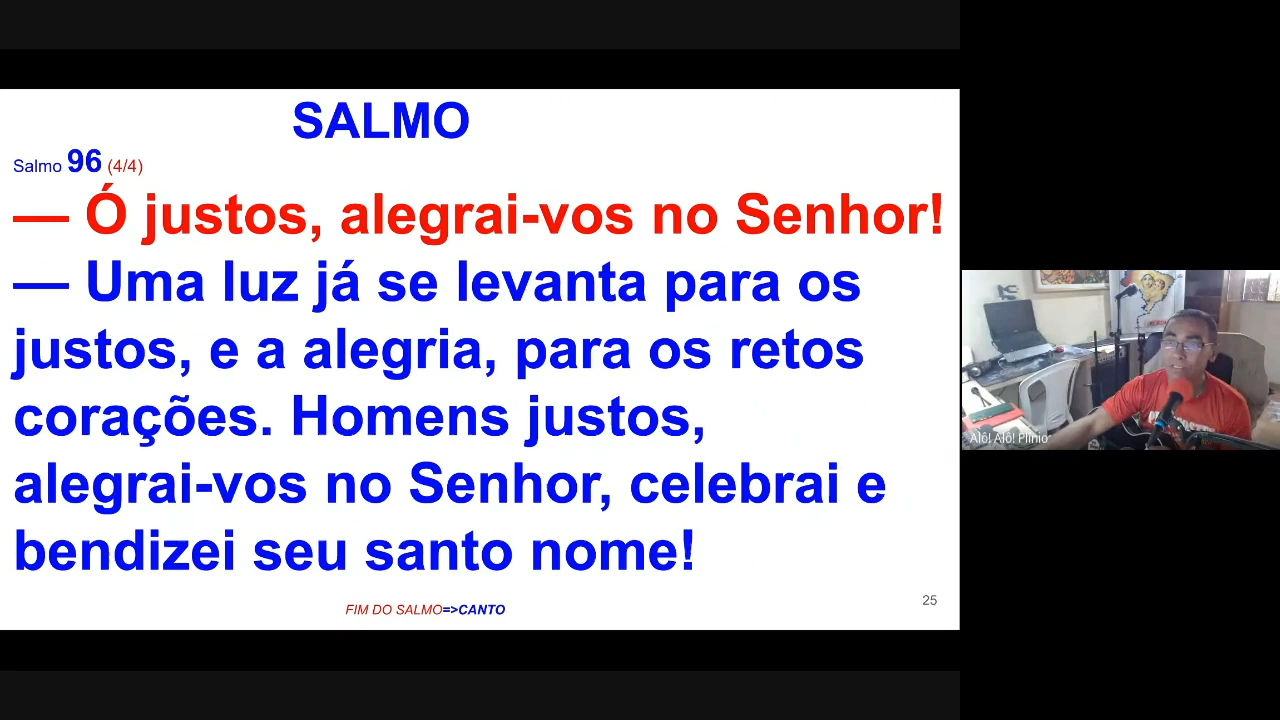 SALMO
Salmo 96 (4/4)
— Ó justos, alegrai-vos no Senhor!
— Uma luz já se levanta para os
justos, e a alegria, para os retos
corações. Homens justos,
alegrai-vos no Senhor, celebrai e
bendizei seu santo nome!
FIM DO SALMO=>CANTO
25
Alô! Alô! Plínio